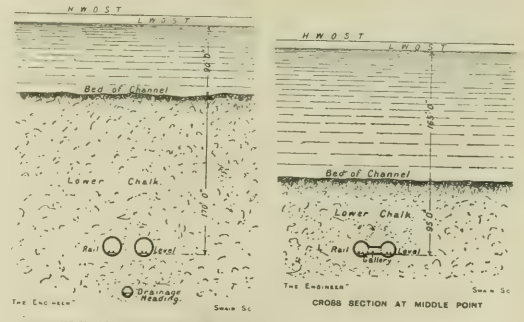 H W O S T
L W O S T
90'.0"
Bed of Channel
Lower Chalk.
170'.0"
Rail Level
Drainage
Heading.
"THE ENGINEER"
SWAIN SC
H W O S T
L W O S T
165'.0"
Bed of Channel
Lower Chalk.
95'.0"
Rail Level
Gallery
"THE ENGINEER"
SWAIN SC
CROSS SECTION AT MIDDLE POINT